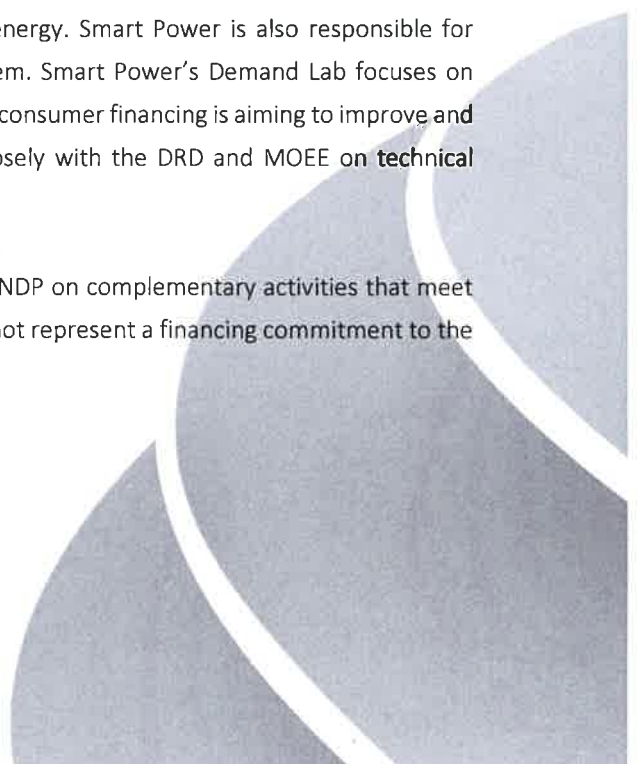 energy. Smart Power is also responsible for
em. Smart Power's Demand Lab focuses on
consumer financing is aiming to improve and
osely with the DRD and MOEE on technical
NDP on complementary activities that meet
not represent a financing commitment to the